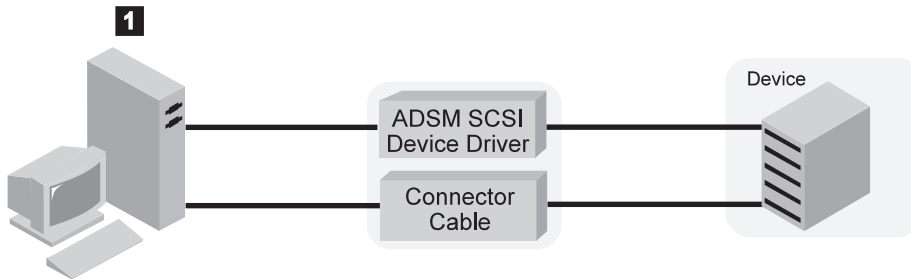 1
Device
ADSM SCSI
Device Driver
Connector
Cable